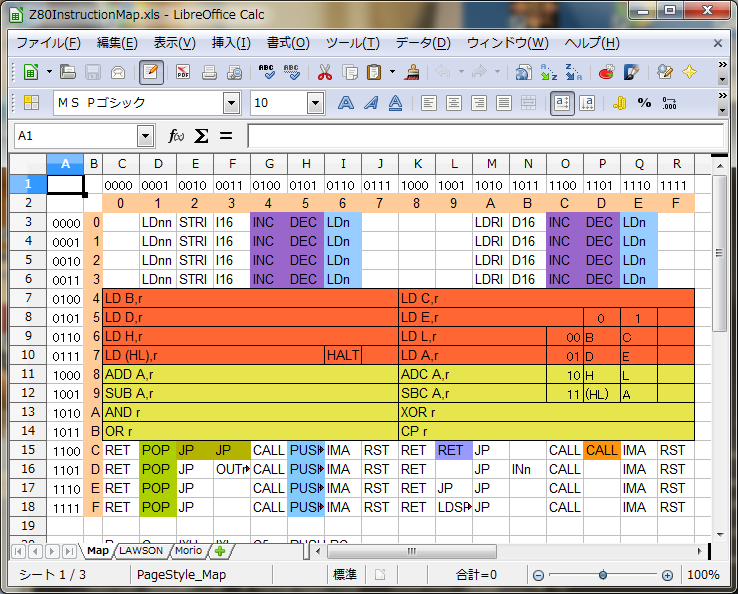 Z80InstructionMap.xls - LibreOffice Calc
ファイル(F) 編集(E) 表示(V) 挿入(I) 書式(O) ツール(T) データ(D) ウィンドウ(W) ヘルプ(H)
ＭＳ Ｐゴシック 10
A1
A B C D E F G H I J K L M N O P Q R
1 0000 0001 0010 0011 0100 0101 0110 0111 1000 1001 1010 1011 1100 1101 1110 1111
2 0 1 2 3 4 5 6 7 8 9 A B C D E F
3 0000 0 LDnn STRI I16 INC DEC LDn LDRI D16 INC DEC LDn
4 0001 1 LDnn STRI I16 INC DEC LDn LDRI D16 INC DEC LDn
5 0010 2 LDnn STRI I16 INC DEC LDn LDRI D16 INC DEC LDn
6 0011 3 LDnn STRI I16 INC DEC LDn LDRI D16 INC DEC LDn
7 0100 4 LD B,r LD C,r
8 0101 5 LD D,r LD E,r 0 1
9 0110 6 LD H,r LD L,r 00 B C
10 0111 7 LD (HL),r HALT LD A,r 01 D E
11 1000 8 ADD A,r ADC A,r 10 H L
12 1001 9 SUB A,r SBC A,r 11 (HL) A
13 1010 A AND r XOR r
14 1011 B OR r CP r
15 1100 C RET POP JP JP CALL PUSH IMA RST RET RET JP CALL CALL IMA RST
16 1101 D RET POP JP OUTr CALL PUSH IMA RST RET JP INn CALL IMA RST
17 1110 E RET POP JP CALL PUSH IMA RST RET JP JP CALL IMA RST
18 1111 F RET POP JP CALL PUSH IMA RST RET LDSP JP CALL IMA RST
19
Map LAWSON Morio
シート 1 / 3 PageStyle_Map 標準 合計=0 100%